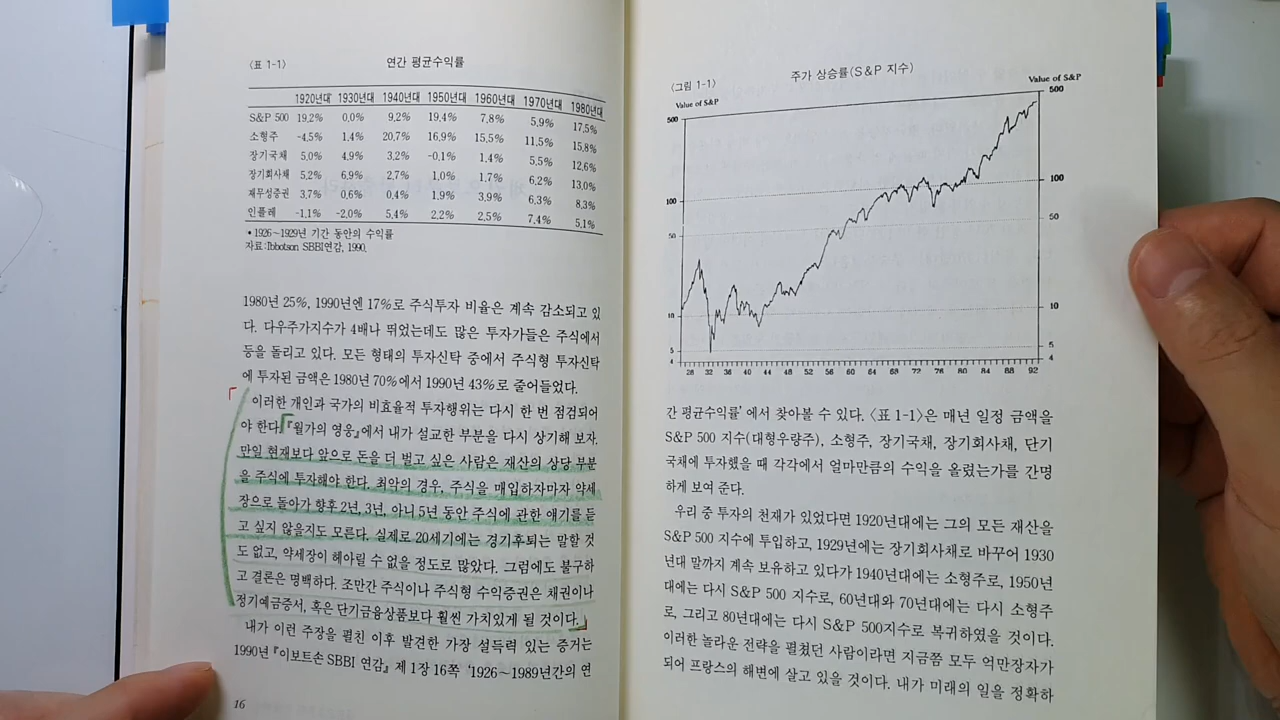 〈표 1-1〉 연간 평균수익률
1920년대 1930년대 1940년대 1950년대 1960년대 1970년대 1980년대
S&P 500 19.2% 0.0% 9.2% 19.4% 7.8% 5.9% 17.5%
소형주 -4.5% 1.4% 20.7% 16.9% 15.5% 11.5% 15.8%
장기국채 5.0% 4.9% 3.2% -0.1% 1.4% 5.5% 12.6%
장기회사채 5.2% 6.9% 2.7% 1.0% 1.7% 6.2% 13.0%
재무성증권 3.7% 0.6% 0.4% 1.9% 3.9% 6.3% 8.3%
인플레 -1.1% -2.0% 5.4% 2.2% 2.5% 7.4% 5.1%
• 1926~1929년 기간 동안의 수익률
자료:Ibbotson SBBI연감, 1990.
1980년 25%, 1990년엔 17%로 주식투자 비율은 계속 감소되고 있
다. 다우주가지수가 4배나 뛰었는데도 많은 투자가들은 주식에서
등을 돌리고 있다. 모든 형태의 투자신탁 중에서 주식형 투자신탁
에 투자된 금액은 1980년 70%에서 1990년 43%로 줄어들었다.
이러한 개인과 국가의 비효율적 투자행위는 다시 한 번 점검되어
야 한다. 『월가의 영웅』에서 내가 설교한 부분을 다시 상기해 보자.
만일 현재보다 앞으로 돈을 더 벌고 싶은 사람은 재산의 상당 부분
을 주식에 투자해야 한다. 최악의 경우, 주식을 매입하자마자 약세
장으로 돌아가 향후 2년, 3년, 아니 5년 동안 주식에 관한 얘기를 듣
고 싶지 않을지도 모른다. 실제로 20세기에는 경기후퇴는 말할 것
도 없고, 약세장이 헤아릴 수 없을 정도로 많았다. 그럼에도 불구하
고 결론은 명백하다. 조만간 주식이나 주식형 수익증권은 채권이나
정기예금증서, 혹은 단기금융상품보다 훨씬 가치있게 될 것이다.
내가 이런 주장을 펼친 이후 발견한 가장 설득력 있는 증거는
1990년 『이보트손 SBBI 연감』 제 1장 16쪽 '1926~1989년간의 연
16
〈그림 1-1〉 주가 상승률(S&P 지수)
Value of S&P Value of S&P
500 500
100 100
50 50
10 10
5 5
4 4
28 32 36 40 44 48 52 56 60 64 68 72 76 80 84 88 92
간 평균수익률'에서 찾아볼 수 있다. 〈표 1-1〉은 매년 일정 금액을
S&P 500 지수(대형우량주), 소형주, 장기국채, 장기회사채, 단기
국채에 투자했을 때 각각에서 얼마만큼의 수익을 올렸는가를 간명
하게 보여 준다.
우리 중 투자의 천재가 있었다면 1920년대에는 그의 모든 재산을
S&P 500 지수에 투입하고, 1929년에는 장기회사채로 바꾸어 1930
년대 말까지 계속 보유하고 있다가 1940년대에는 소형주로, 1950년
대에는 다시 S&P 500 지수로, 60년대와 70년대에는 다시 소형주
로, 그리고 80년대에는 다시 S&P 500지수로 복귀하였을 것이다.
이러한 놀라운 전략을 펼쳤던 사람이라면 지금쯤 모두 억만장자가
되어 프랑스의 해변에 살고 있을 것이다. 내가 미래의 일을 정확하